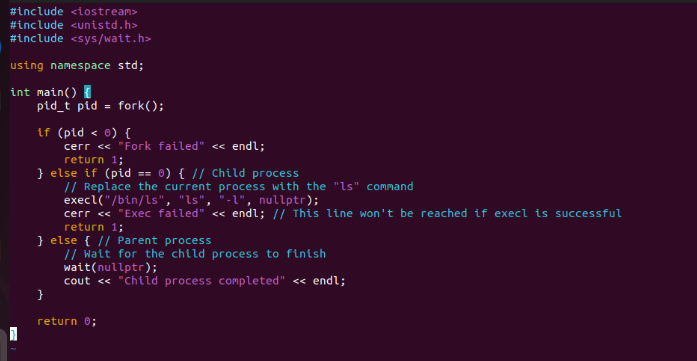 #include <iostream>
#include <unistd.h>
#include <sys/wait.h>

using namespace std;

int main() {
    pid_t pid = fork();

    if (pid < 0) {
        cerr << "Fork failed" << endl;
        return 1;
    } else if (pid == 0) { // Child process
        // Replace the current process with the "ls" command
        execl("/bin/ls", "ls", "-l", nullptr);
        cerr << "Exec failed" << endl; // This line won't be reached if execl is successful
        return 1;
    } else { // Parent process
        // Wait for the child process to finish
        wait(nullptr);
        cout << "Child process completed" << endl;
    }

    return 0;
}
~